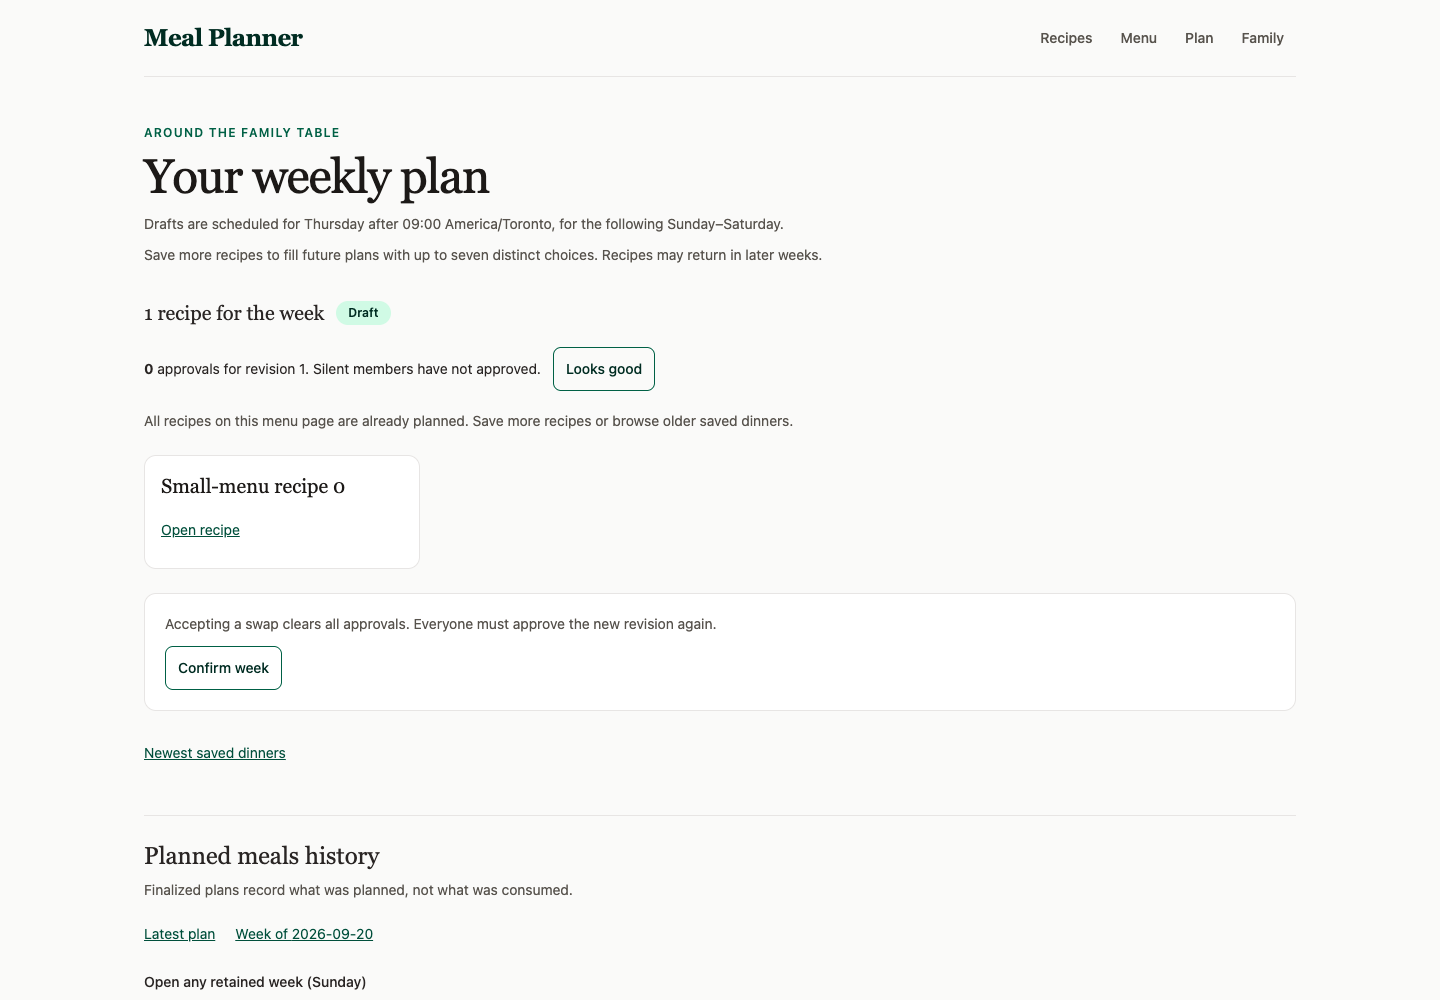 Meal Planner
Recipes Menu Plan Family
AROUND THE FAMILY TABLE
Your weekly plan
Drafts are scheduled for Thursday after 09:00 America/Toronto, for the following Sunday–Saturday.
Save more recipes to fill future plans with up to seven distinct choices. Recipes may return in later weeks.
1 recipe for the week Draft
0 approvals for revision 1. Silent members have not approved. Looks good
All recipes on this menu page are already planned. Save more recipes or browse older saved dinners.
Small-menu recipe 0
Open recipe
Accepting a swap clears all approvals. Everyone must approve the new revision again.
Confirm week
Newest saved dinners
Planned meals history
Finalized plans record what was planned, not what was consumed.
Latest plan Week of 2026-09-20
Open any retained week (Sunday)